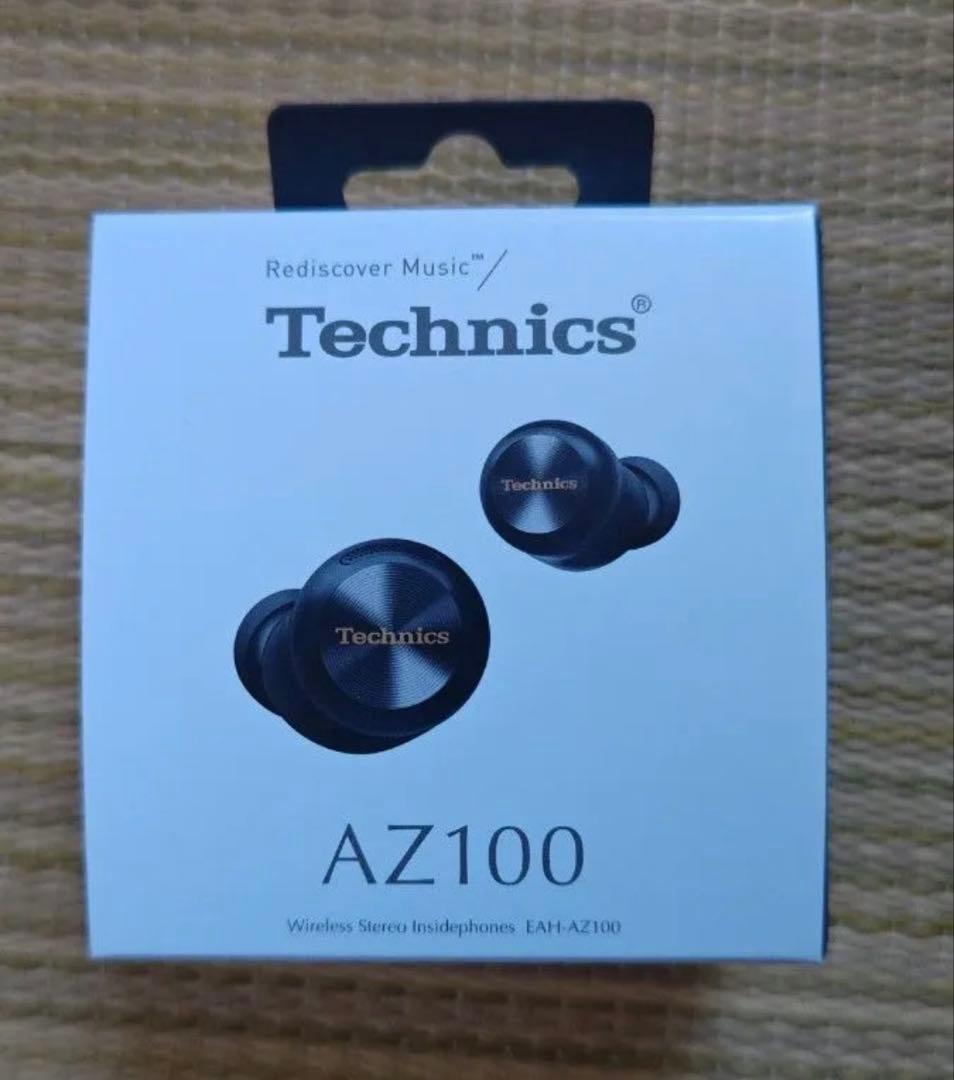 Rediscover Music™/
Technics®
Technics
Technics
AZ100
Wireless Stereo Insidephones EAH-AZ100